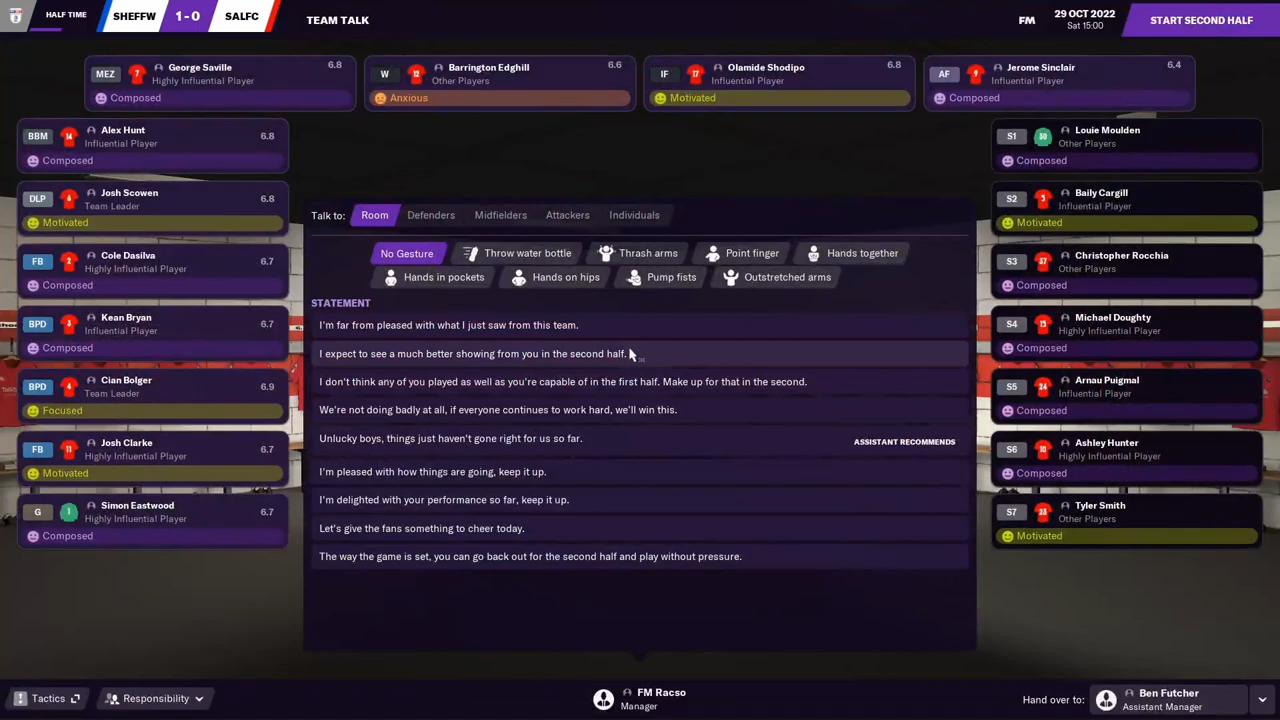 HALF TIME
SHEFFW 1-0 SALFC
TEAM TALK
FM
29 OCT 2022
Sat 15:00
START SECOND HALF
MEZ 7 George Saville 6.8
Highly Influential Player
Composed
W 12 Barrington Edghill 6.6
Other Players
Anxious
IF 17 Olamide Shodipo 6.8
Influential Player
Motivated
AF 9 Jerome Sinclair 6.4
Influential Player
Composed
BBM 14 Alex Hunt 6.8
Influential Player
Composed
DLP Josh Scowen 6.8
Team Leader
Motivated
FB 2 Cole Dasilva 6.7
Highly Influential Player
Composed
BPD Kean Bryan 6.7
Influential Player
Composed
BPD Cian Bolger 6.9
Team Leader
Focused
FB 11 Josh Clarke 6.7
Highly Influential Player
Motivated
G 1 Simon Eastwood 6.7
Highly Influential Player
Composed
Talk to: Room Defenders Midfielders Attackers Individuals
No Gesture Throw water bottle Thrash arms Point finger Hands together
Hands in pockets Hands on hips Pump fists Outstretched arms
STATEMENT
I'm far from pleased with what I just saw from this team.
I expect to see a much better showing from you in the second half.
I don't think any of you played as well as you're capable of in the first half. Make up for that in the second.
We're not doing badly at all, if everyone continues to work hard, we'll win this.
Unlucky boys, things just haven't gone right for us so far. ASSISTANT RECOMMENDS
I'm pleased with how things are going, keep it up.
I'm delighted with your performance so far, keep it up.
Let's give the fans something to cheer today.
The way the game is set, you can go back out for the second half and play without pressure.
S1 Louie Moulden
Other Players
Composed
S2 Baily Cargill
Influential Player
Motivated
S3 Christopher Rocchia
Other Players
Composed
S4 Michael Doughty
Highly Influential Player
Composed
S5 Arnau Puigmal
Influential Player
Composed
S6 10 Ashley Hunter
Highly Influential Player
Composed
S7 Tyler Smith
Other Players
Motivated
Tactics
Responsibility
FM Racso
Manager
Hand over to:
Ben Futcher
Assistant Manager